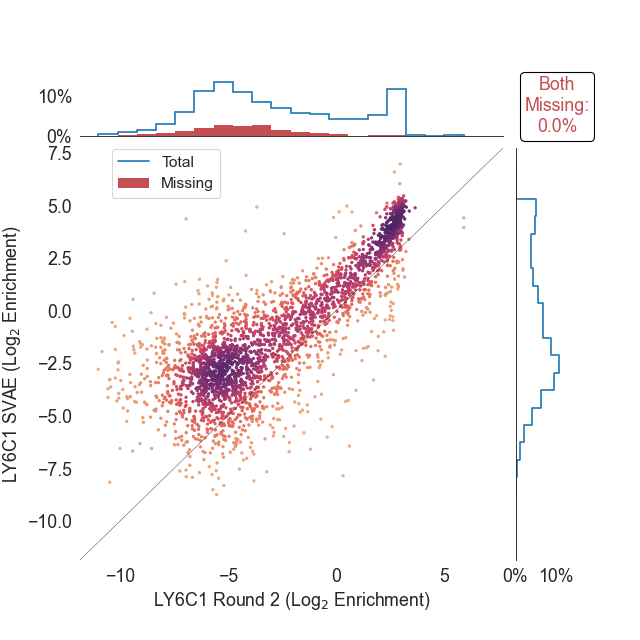 10%
0%
Both
Missing:
0.0%
Total
Missing
7.5
5.0
2.5
0.0
−2.5
−5.0
−7.5
−10.0
LY6C1 SVAE (Log₂ Enrichment)
−10
−5
0
5
0%
10%
LY6C1 Round 2 (Log₂ Enrichment)